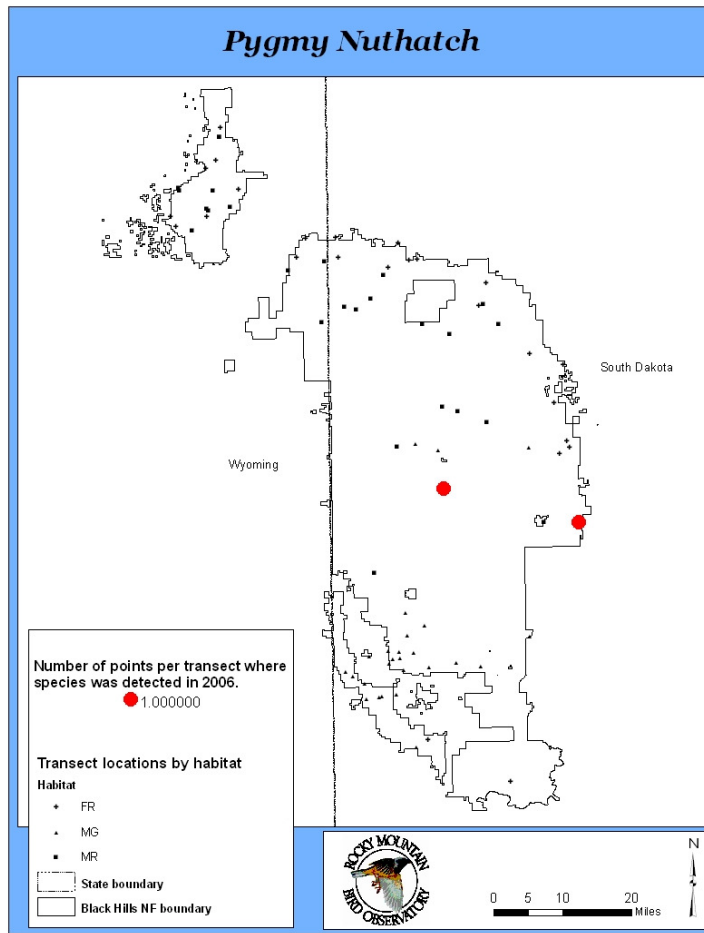 Pygmy Nuthatch
South Dakota
Wyoming
Number of points per transect where
species was detected in 2006.
1.000000
Transect locations by habitat
Habitat
FR
MG
MR
State boundary
Black Hills NF boundary
ROCKY MOUNTAIN
BIRD OBSERVATORY
N
0 5 10 20
Miles